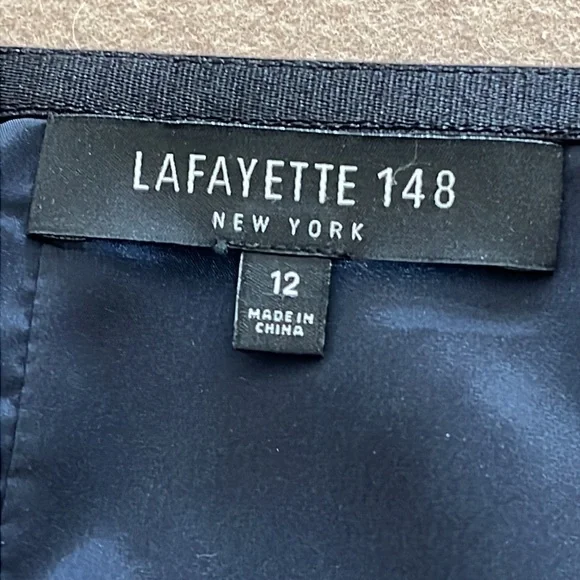 LAFAYETTE 148
NEW YORK
12
MADE IN
CHINA